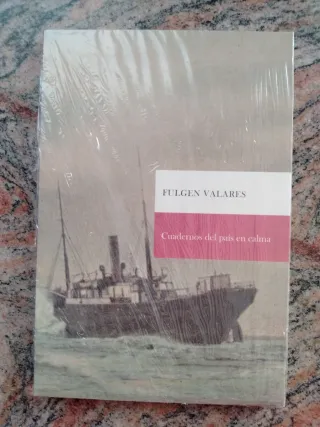 FULGEN VALARES
Cuadernos del país en calma